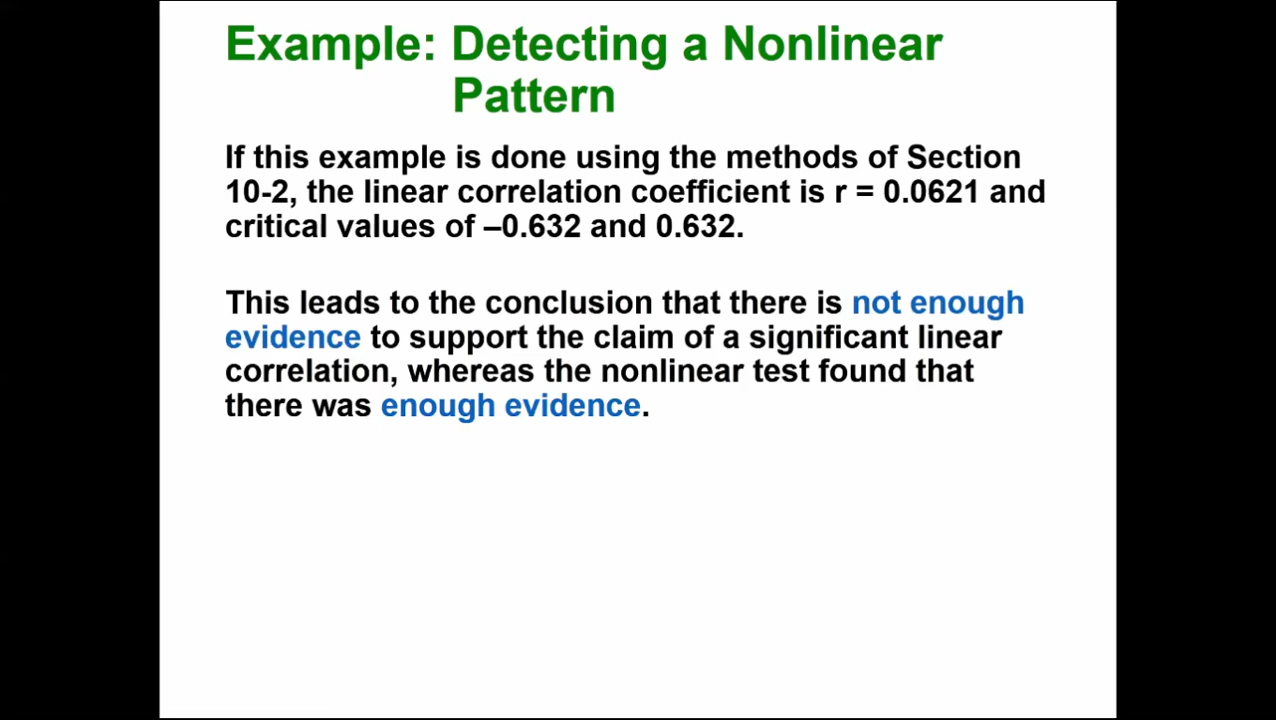 Example: Detecting a Nonlinear
Pattern
If this example is done using the methods of Section
10-2, the linear correlation coefficient is r = 0.0621 and
critical values of –0.632 and 0.632.
This leads to the conclusion that there is not enough
evidence to support the claim of a significant linear
correlation, whereas the nonlinear test found that
there was enough evidence.